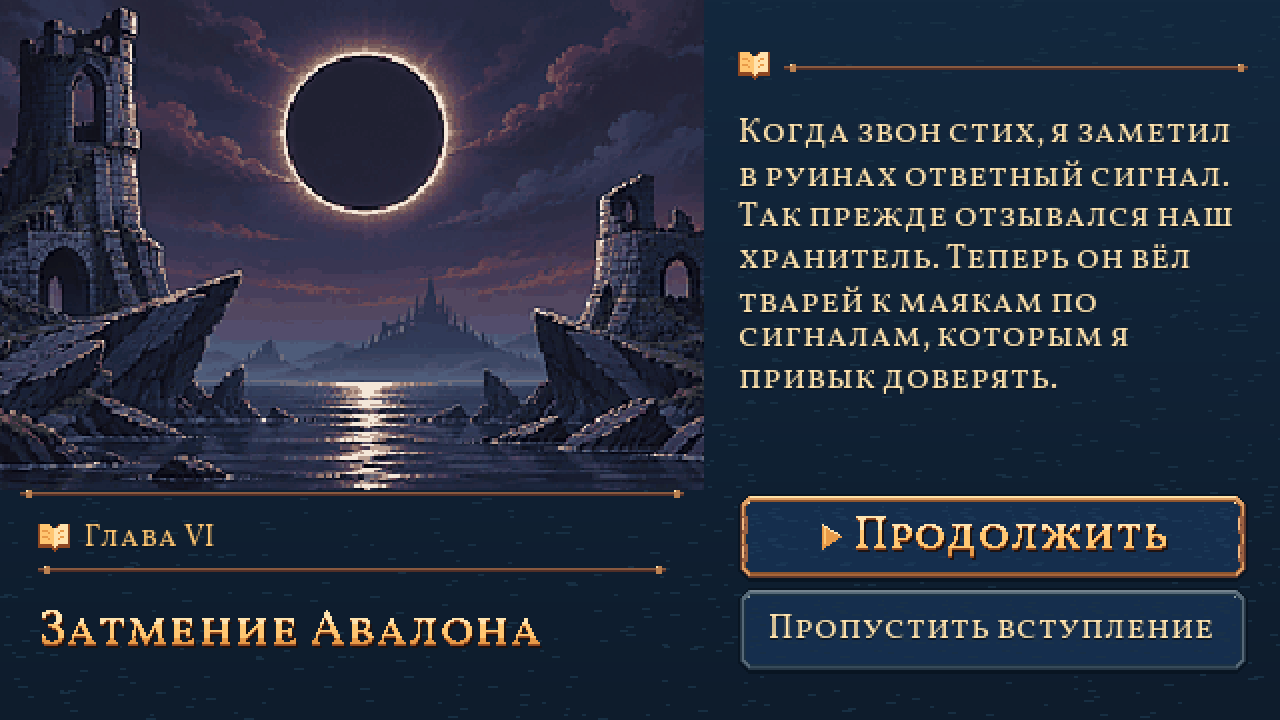 Глава VI
Затмение Авалона
Когда звон стих, я заметил
в руинах ответный сигнал.
Так прежде отзывался наш
хранитель. Теперь он вёл
тварей к маякам по
сигналам, которым я
привык доверять.
Продолжить
Пропустить вступление